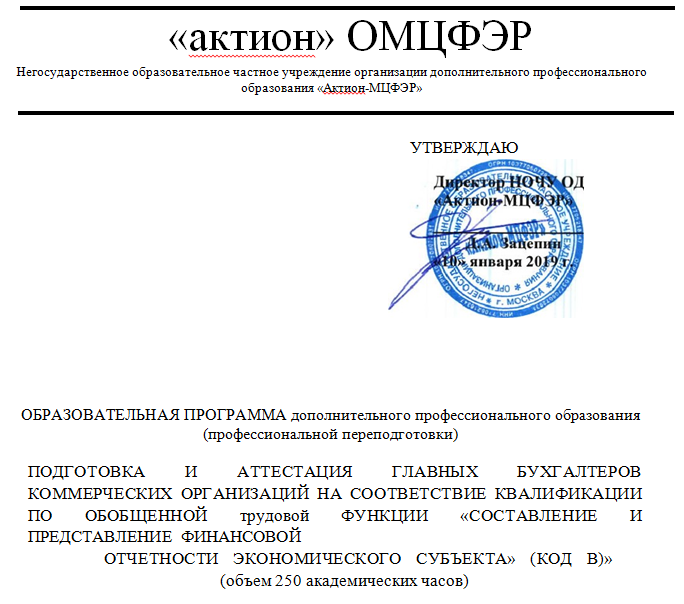 «актион» ОМЦФЭР
Негосударственное образовательное частное учреждение организации дополнительного профессионального
образования «Актион-МЦФЭР»
УТВЕРЖДАЮ
Директор НОЧУ ОД
«Актион-МЦФЭР»
Д.А. Зацепин
«10» января 2019 г.
г. МОСКВА
ОБРАЗОВАТЕЛЬНАЯ ПРОГРАММА дополнительного профессионального образования
(профессиональной переподготовки)
ПОДГОТОВКА И АТТЕСТАЦИЯ ГЛАВНЫХ БУХГАЛТЕРОВ
КОММЕРЧЕСКИХ ОРГАНИЗАЦИЙ НА СООТВЕТСТВИЕ КВАЛИФИКАЦИИ
ПО ОБОБЩЕННОЙ трудовой ФУНКЦИИ «СОСТАВЛЕНИЕ И
ПРЕДСТАВЛЕНИЕ ФИНАНСОВОЙ
ОТЧЕТНОСТИ ЭКОНОМИЧЕСКОГО СУБЪЕКТА» (КОД В)»
(объем 250 академических часов)